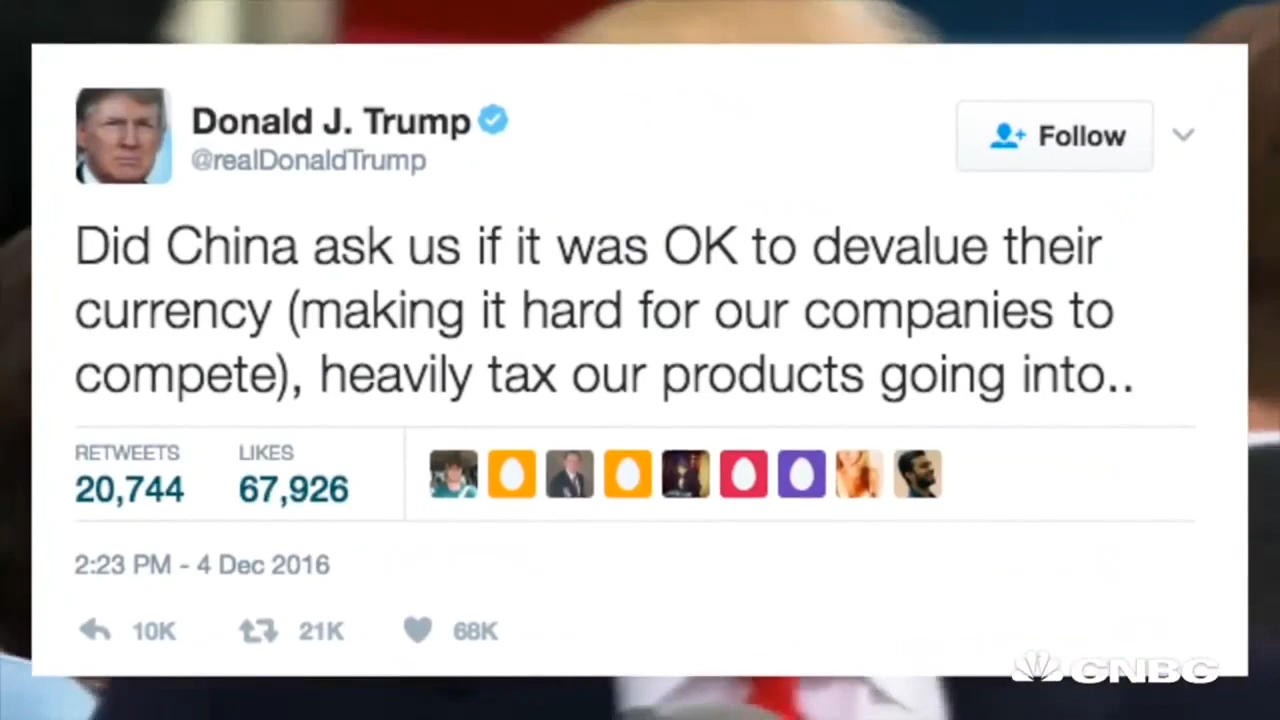 Donald J. Trump
@realDonaldTrump
Follow
Did China ask us if it was OK to devalue their
currency (making it hard for our companies to
compete), heavily tax our products going into..
RETWEETS LIKES
20,744 67,926
2:23 PM - 4 Dec 2016
10K 21K 68K
CNBC